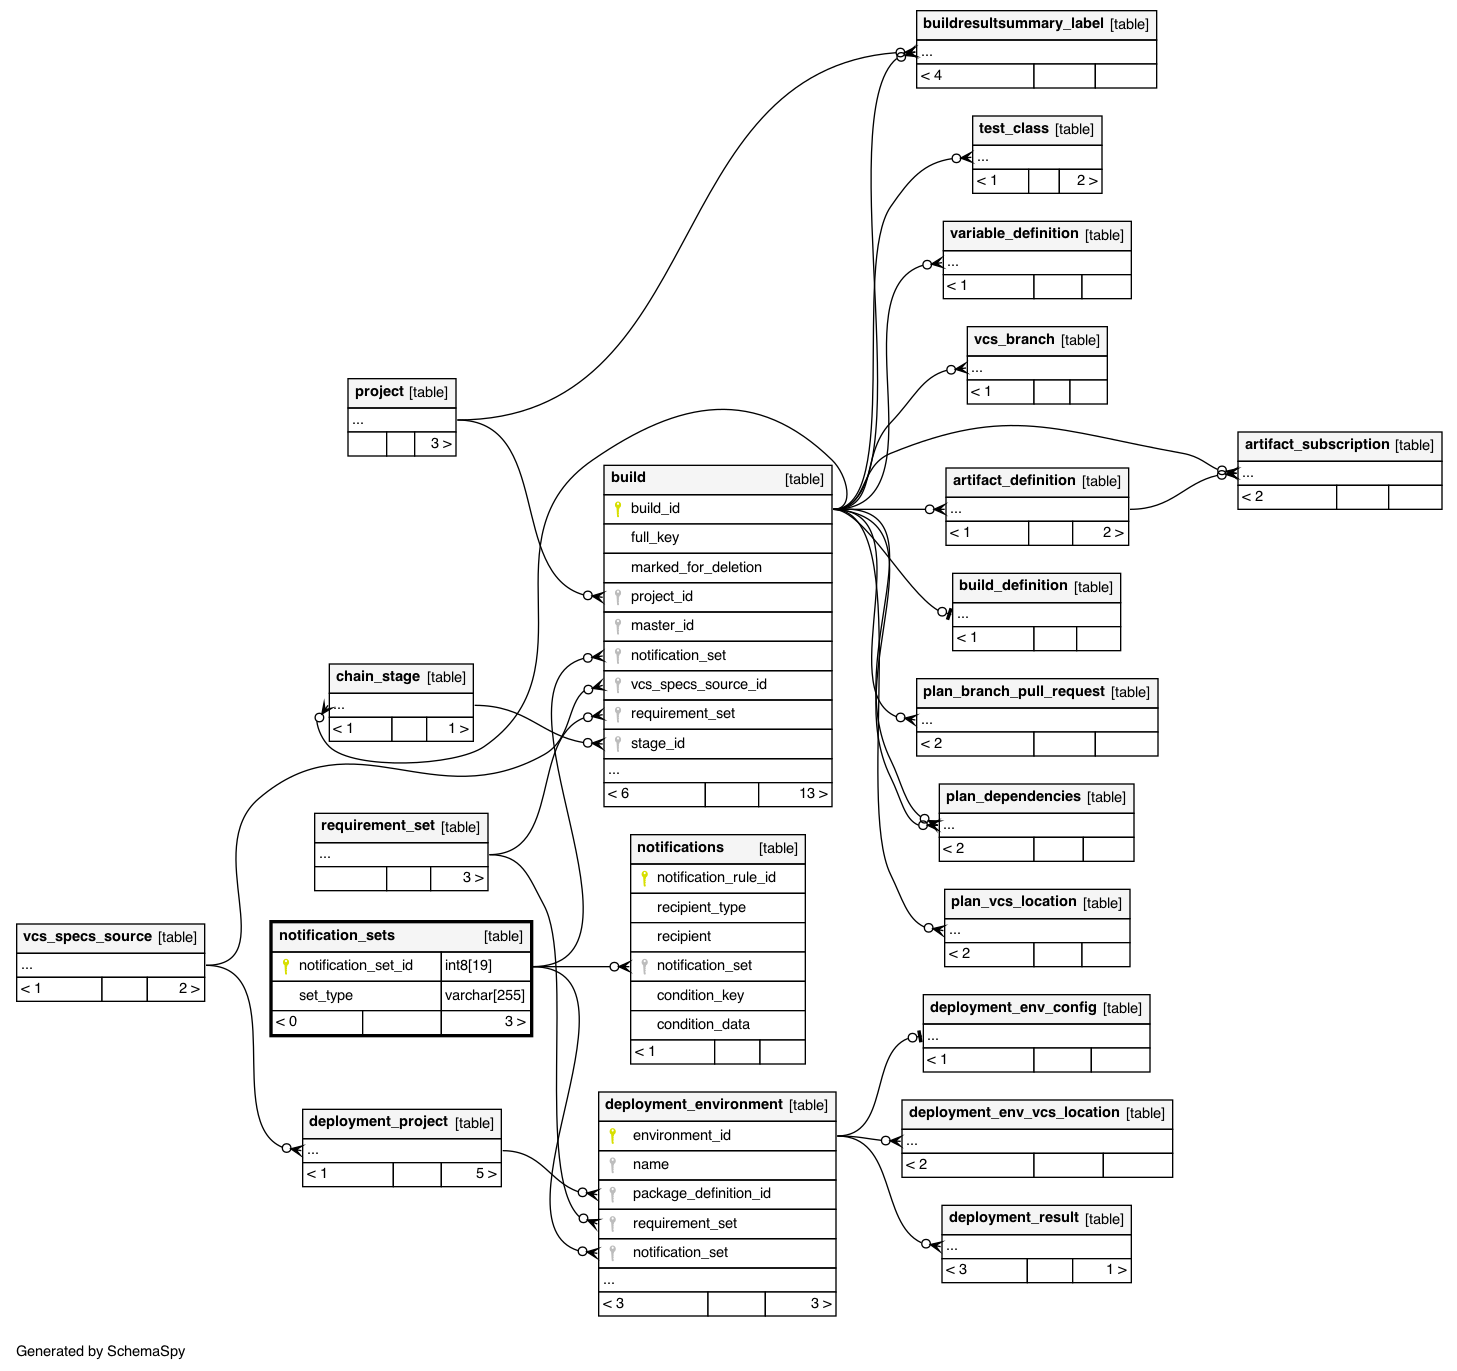 buildresultsummary_label [table]
...
< 4
test_class [table]
...
< 1 2 >
variable_definition [table]
...
< 1
vcs_branch [table]
...
< 1
project [table]
...
3 >
artifact_subscription [table]
...
< 2
build [table]
build_id
full_key
marked_for_deletion
project_id
master_id
notification_set
vcs_specs_source_id
requirement_set
stage_id
...
< 6 13 >
artifact_definition [table]
...
< 1 2 >
build_definition [table]
...
< 1
chain_stage [table]
...
< 1 1 >
plan_branch_pull_request [table]
...
< 2
plan_dependencies [table]
...
< 2
requirement_set [table]
...
3 >
notifications [table]
notification_rule_id
recipient_type
recipient
notification_set
condition_key
condition_data
< 1
plan_vcs_location [table]
...
< 2
vcs_specs_source [table]
...
< 1 2 >
notification_sets [table]
notification_set_id int8[19]
set_type varchar[255]
< 0 3 >
deployment_env_config [table]
...
< 1
deployment_project [table]
...
< 1 5 >
deployment_environment [table]
environment_id
name
package_definition_id
requirement_set
notification_set
...
< 3 3 >
deployment_env_vcs_location [table]
...
< 2
deployment_result [table]
...
< 3 1 >
Generated by SchemaSpy